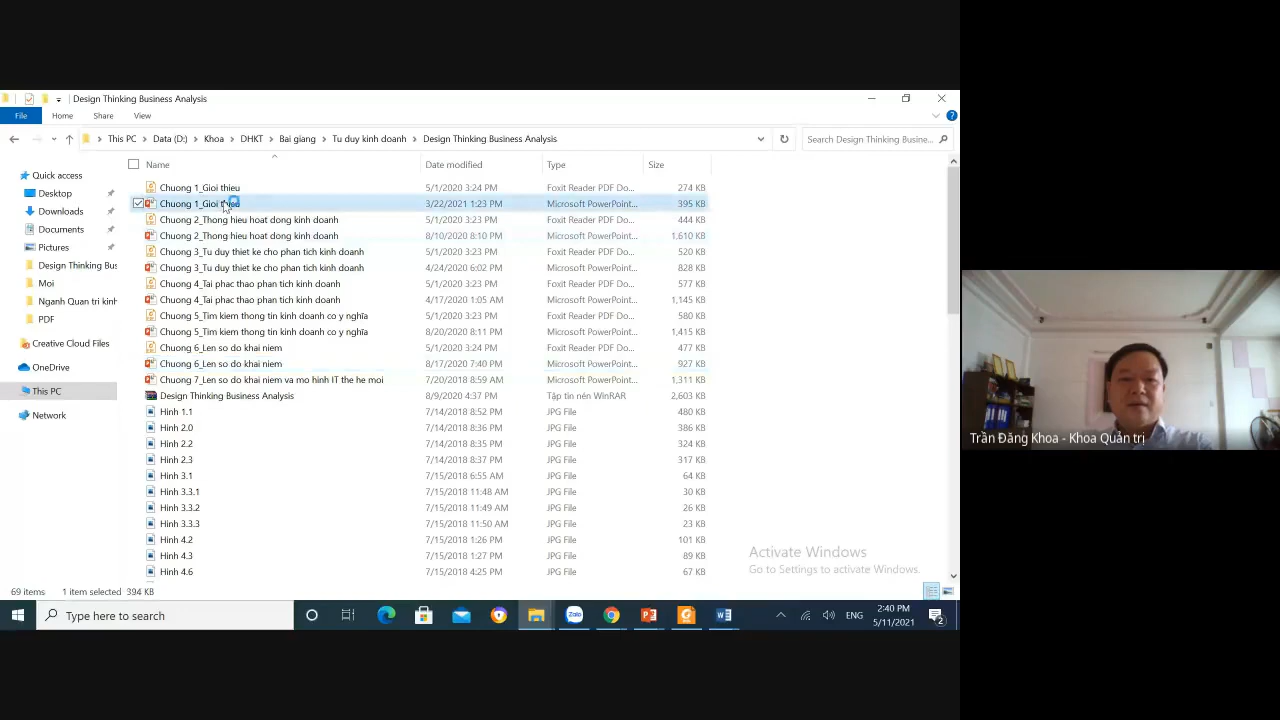 Design Thinking Business Analysis
File Home Share View
This PC Data (D:) Khoa DHKT Bai giang Tu duy kinh doanh Design Thinking Business Analysis Search Design Thinking Busine...
Name Date modified Type Size
Quick access
Desktop
Downloads
Documents
Pictures
Design Thinking Bus
Moi
Nganh Quan tri kinh
PDF
Creative Cloud Files
OneDrive
This PC
Network
Chuong 1_Gioi thieu 5/1/2020 3:24 PM Foxit Reader PDF Do... 274 KB
Chuong 1_Gioi thieu 3/22/2021 1:23 PM Microsoft PowerPoint... 395 KB
Chuong 2_Thong hieu hoat dong kinh doanh 5/1/2020 3:23 PM Foxit Reader PDF Do... 444 KB
Chuong 2_Thong hieu hoat dong kinh doanh 8/10/2020 8:10 PM Microsoft PowerPoint... 1,610 KB
Chuong 3_Tu duy thiet ke cho phan tich kinh doanh 5/1/2020 3:23 PM Foxit Reader PDF Do... 520 KB
Chuong 3_Tu duy thiet ke cho phan tich kinh doanh 4/24/2020 6:02 PM Microsoft PowerPoint... 828 KB
Chuong 4_Tai phac thao phan tich kinh doanh 5/1/2020 3:23 PM Foxit Reader PDF Do... 577 KB
Chuong 4_Tai phac thao phan tich kinh doanh 4/17/2020 1:05 AM Microsoft PowerPoint... 1,145 KB
Chuong 5_Tim kiem thong tin kinh doanh co y nghĩa 5/1/2020 3:23 PM Foxit Reader PDF Do... 580 KB
Chuong 5_Tim kiem thong tin kinh doanh co y nghĩa 8/20/2020 8:11 PM Microsoft PowerPoint... 1,415 KB
Chuong 6_Len so do khai niem 5/1/2020 3:24 PM Foxit Reader PDF Do... 477 KB
Chuong 6_Len so do khai niem 8/17/2020 7:40 PM Microsoft PowerPoint... 927 KB
Chuong 7_Len so do khai niem va mo hinh IT the he moi 7/20/2018 8:59 AM Microsoft PowerPoint... 1,311 KB
Design Thinking Business Analysis 8/9/2020 4:37 PM Tập tin nén WinRAR 2,603 KB
Hinh 1.1 7/14/2018 8:52 PM JPG File 480 KB
Hinh 2.0 7/14/2018 8:36 PM JPG File 386 KB
Hinh 2.2 7/14/2018 8:35 PM JPG File 324 KB
Hinh 2.3 7/14/2018 8:37 PM JPG File 317 KB
Hinh 3.1 7/15/2018 6:55 AM JPG File 64 KB
Hinh 3.3.1 7/15/2018 11:48 AM JPG File 30 KB
Hinh 3.3.2 7/15/2018 11:49 AM JPG File 26 KB
Hinh 3.3.3 7/15/2018 11:50 AM JPG File 23 KB
Hinh 4.2 7/15/2018 1:26 PM JPG File 101 KB
Hinh 4.3 7/15/2018 1:27 PM JPG File 89 KB
Hinh 4.6 7/15/2018 4:25 PM JPG File 67 KB
Activate Windows
Go to Settings to activate Windows.
69 items 1 item selected 394 KB
Type here to search
Zalo
ENG
2:40 PM
5/11/2021
2
Trần Đăng Khoa - Khoa Quản trị